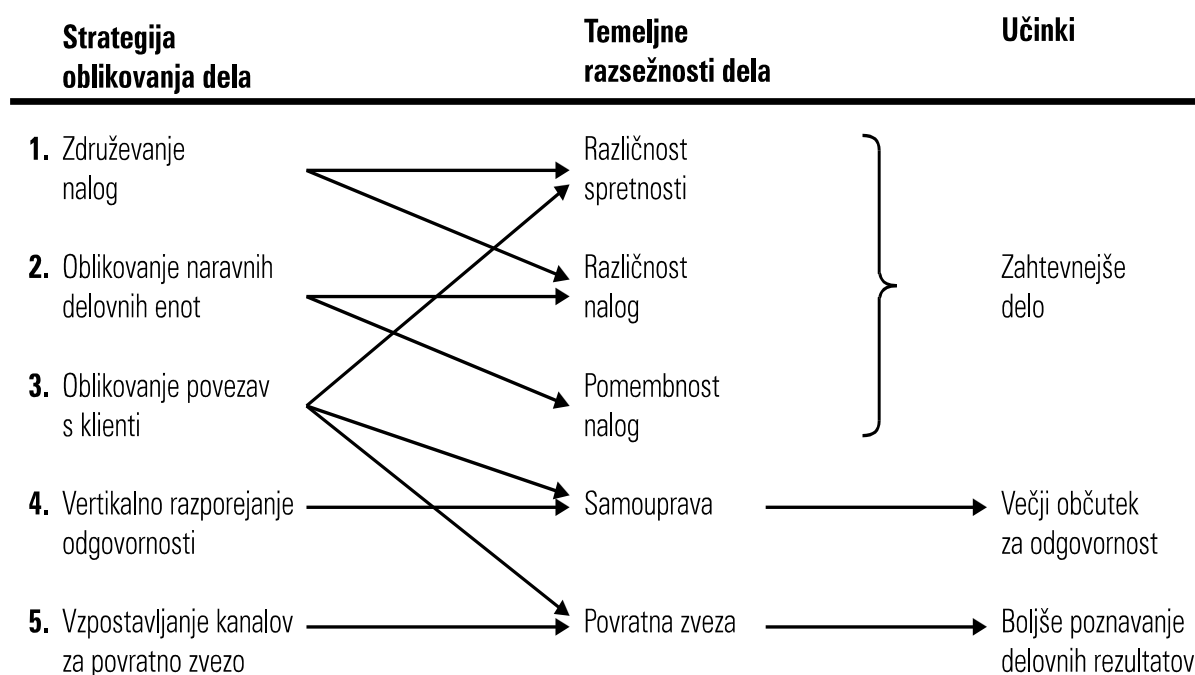 Strategija
oblikovanja dela
Temeljne
razsežnosti dela
Učinki
1. Združevanje
nalog
Različnost
spretnosti
2. Oblikovanje naravnih
delovnih enot
Različnost
nalog
Zahtevnejše
delo
3. Oblikovanje povezav
s klienti
Pomembnost
nalog
4. Vertikalno razporejanje
odgovornosti
Samouprava
Večji občutek
za odgovornost
5. Vzpostavljanje kanalov
za povratno zvezo
Povratna zveza
Boljše poznavanje
delovnih rezultatov